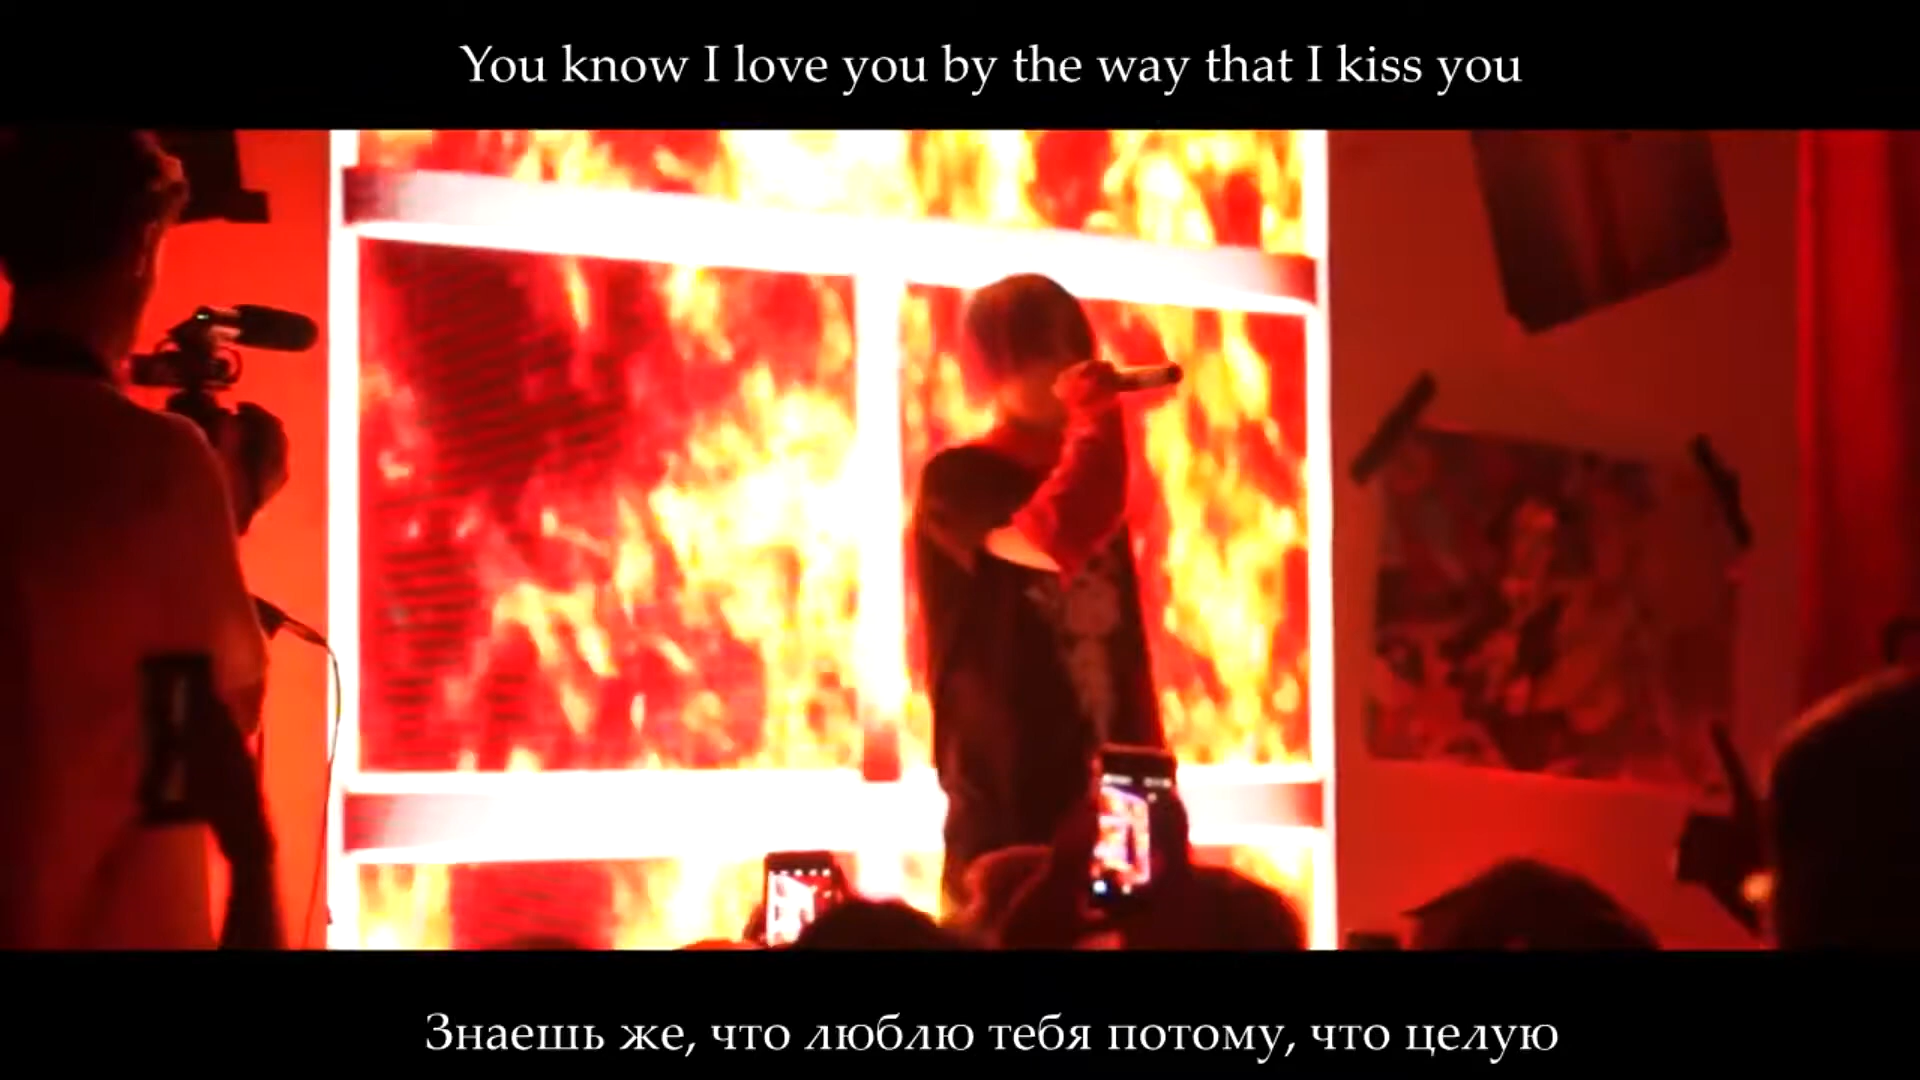 You know I love you by the way that I kiss you
Знаешь же, что люблю тебя потому, что целую